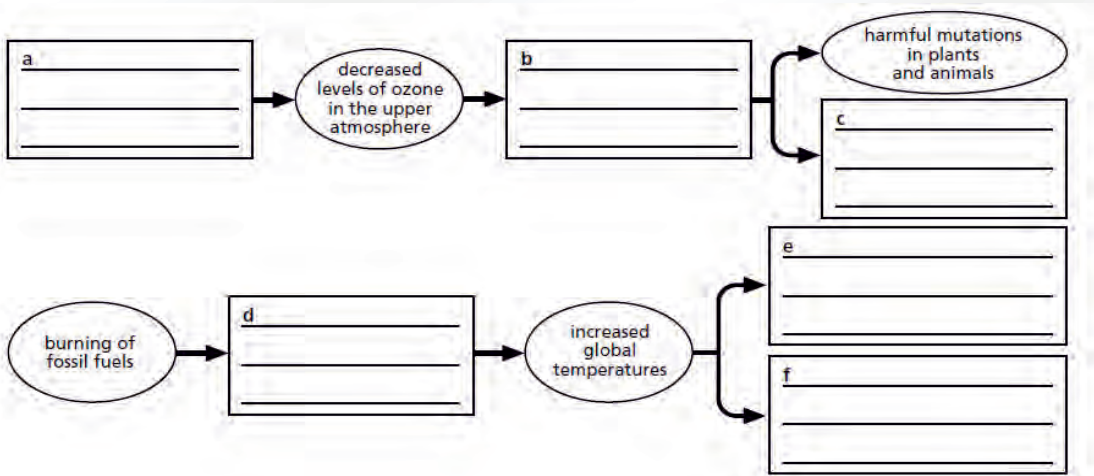 a
decreased
levels of ozone
in the upper
atmosphere
b
harmful mutations
in plants
and animals
c
burning of
fossil fuels
d
increased
global
temperatures
e
f